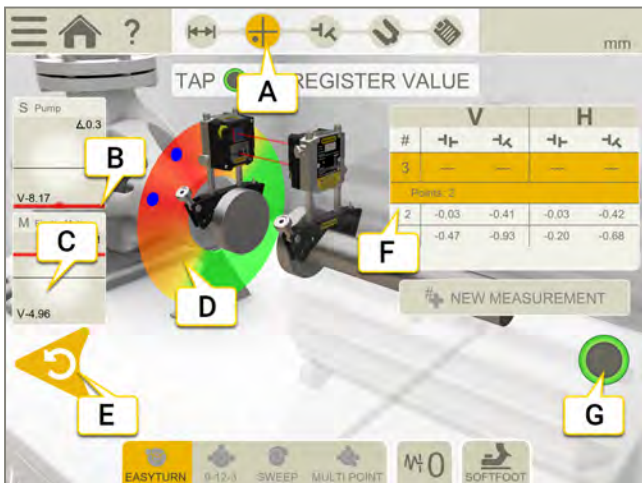 ?
mm
TAP REGISTER VALUE
A
S Pump
∡0.3
B
V-8.17
M
C
V-4.96
D
V H
#
3 — — — —
Points: 2
2 -0.03 -0.41 -0.03 -0.42
-0.47 -0.93 -0.20 -0.68
F
# NEW MEASUREMENT
E
G
EASYTURN 9-12-3 SWEEP MULTI POINT
0
SOFTFOOT